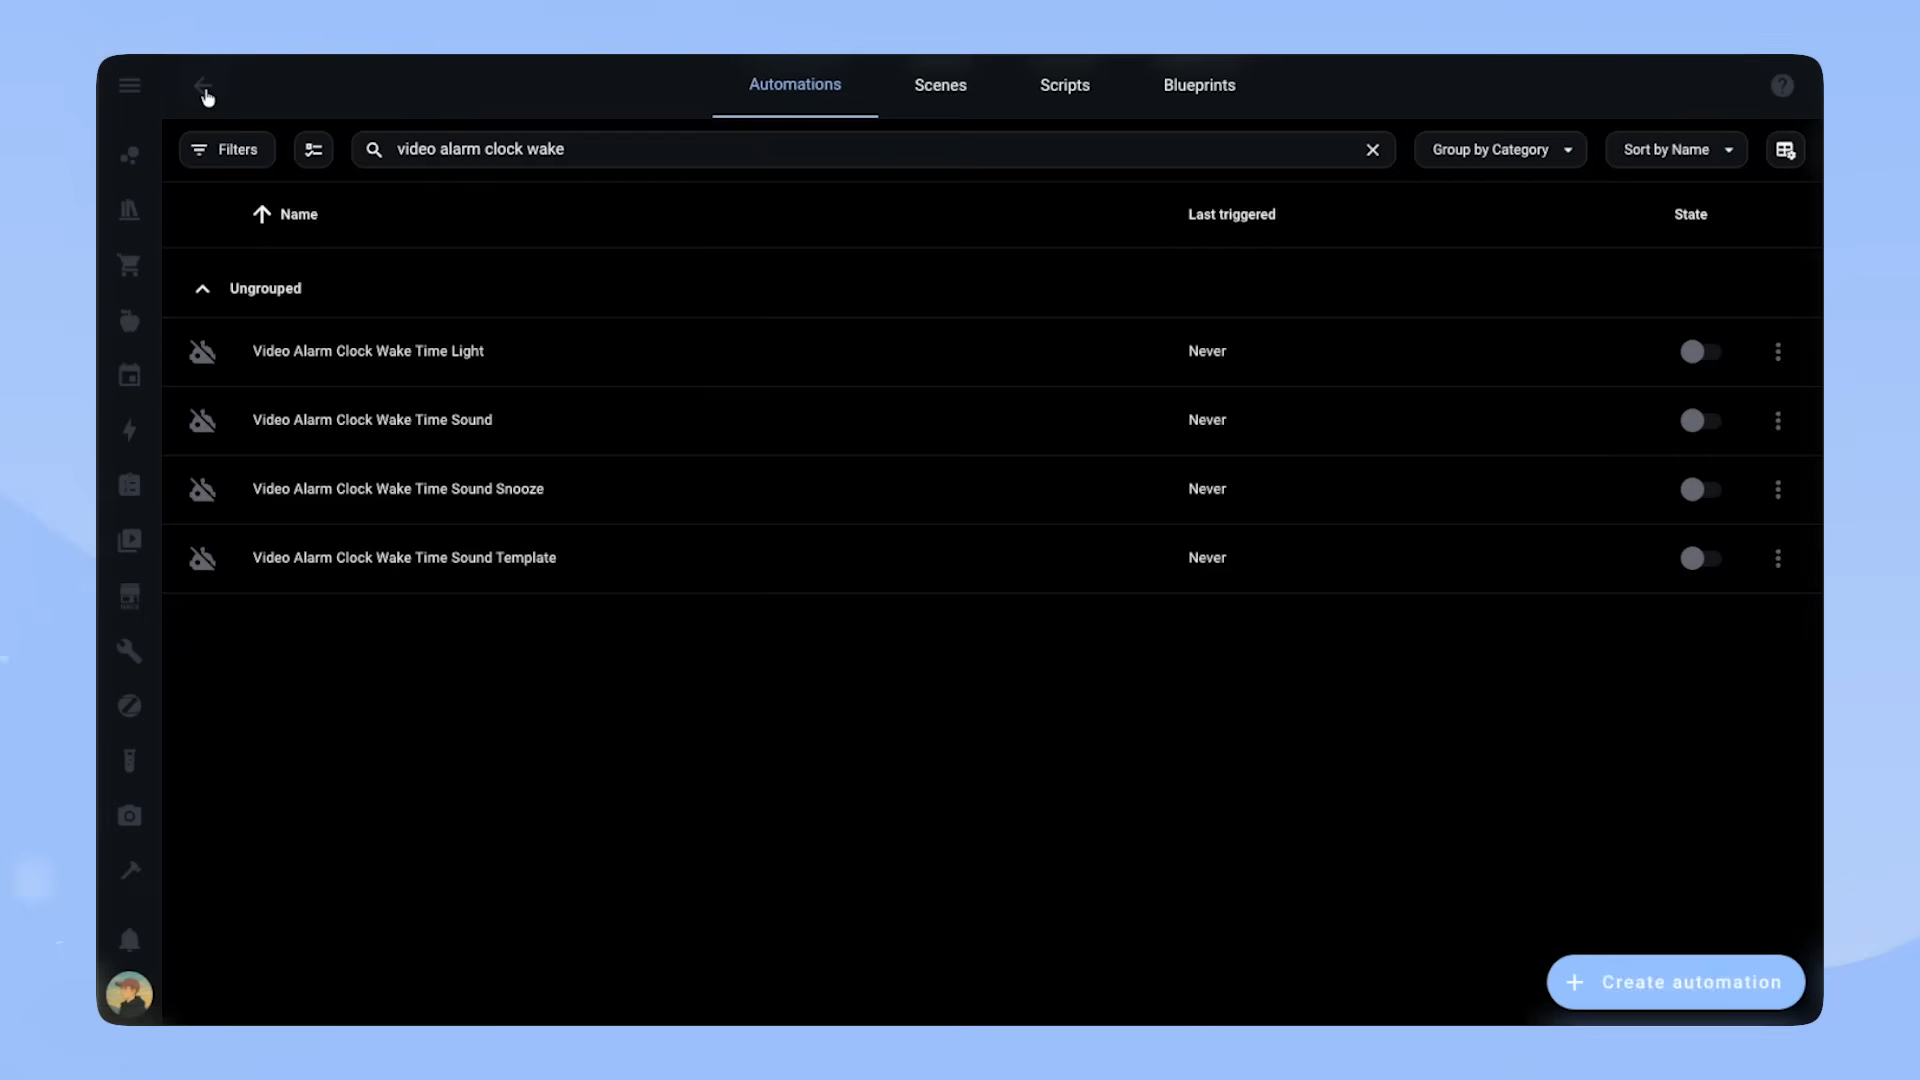 Automations
Scenes
Scripts
Blueprints
Filters
video alarm clock wake
Group by Category
Sort by Name
Name
Last triggered
State
Ungrouped
Video Alarm Clock Wake Time Light
Never
Video Alarm Clock Wake Time Sound
Never
Video Alarm Clock Wake Time Sound Snooze
Never
Video Alarm Clock Wake Time Sound Template
Never
+ Create automation